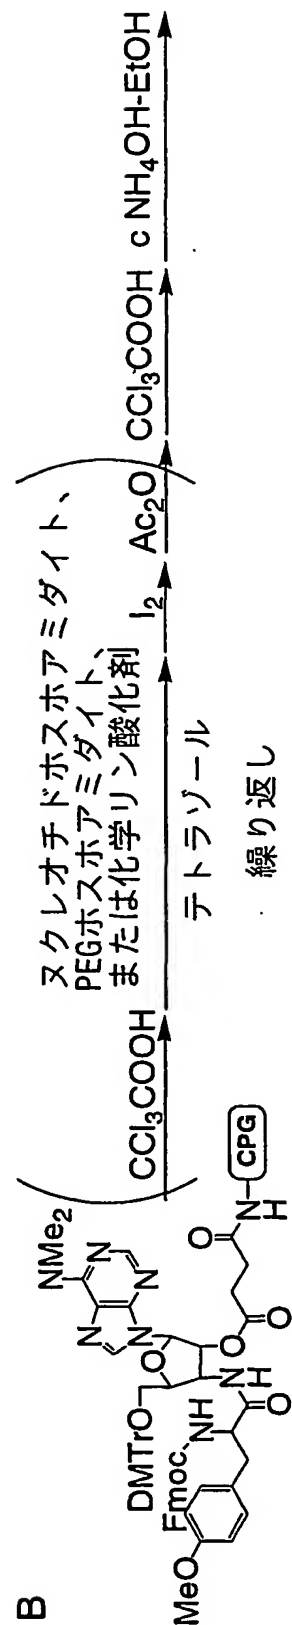 B
NMe2
N
N
N
N
DMTrO
O
Fmoc
NH
N
H
O
O
O
O
N
H
CPG
MeO
CCl3COOH
ヌクレオチドホスホアミダイト、
PEGホスホアミダイト、
または化学リン酸化剤
テトラゾール
I2
Ac2O
繰り返し
CCl3COOH
c NH4OH-EtOH